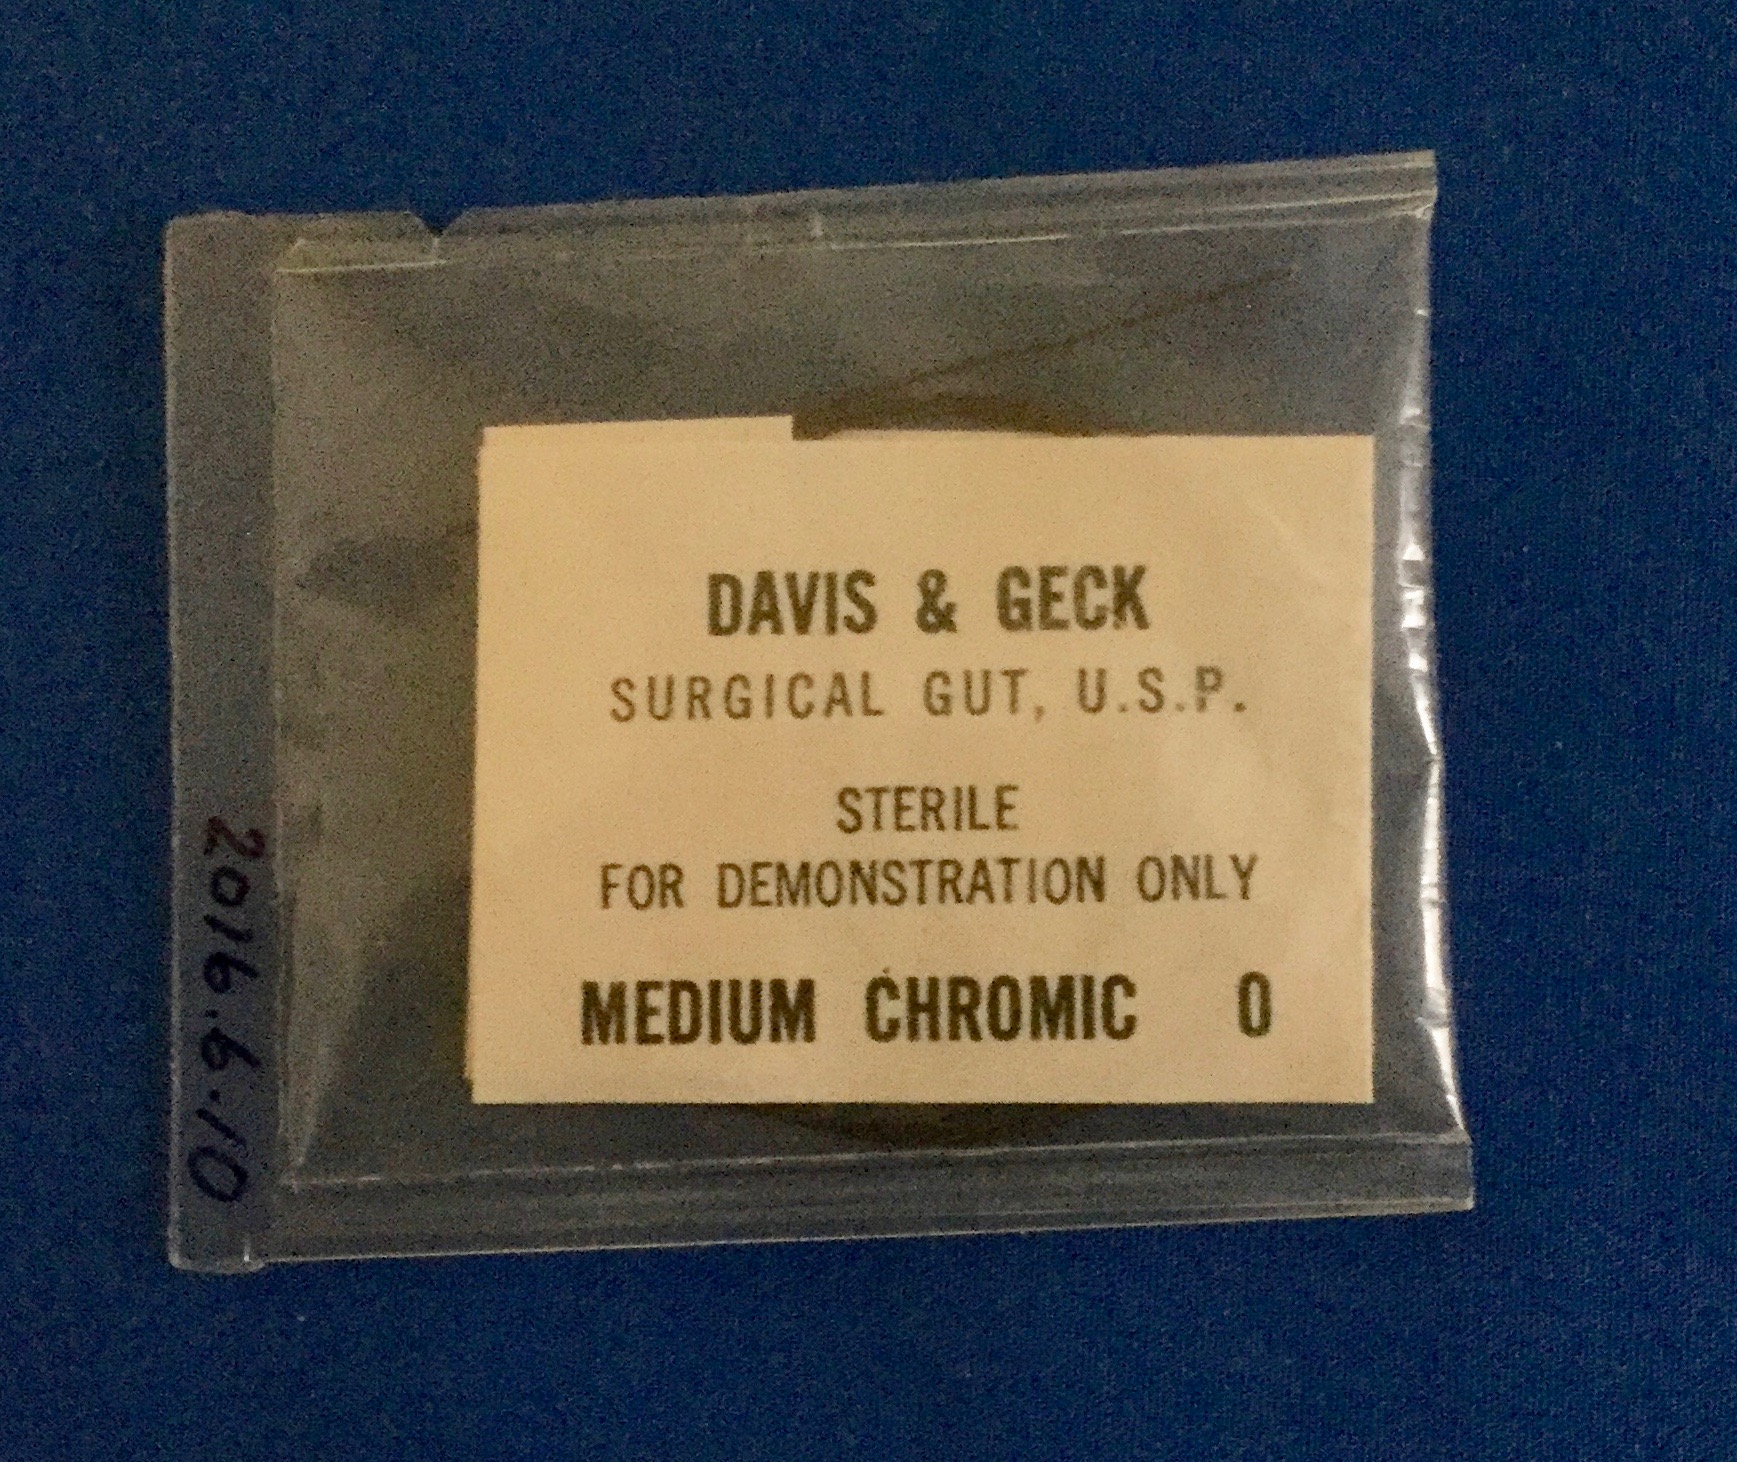 DAVIS & GECK
SURGICAL GUT, U.S.P.
STERILE
FOR DEMONSTRATION ONLY
MEDIUM CHROMIC 0
2016.6.10